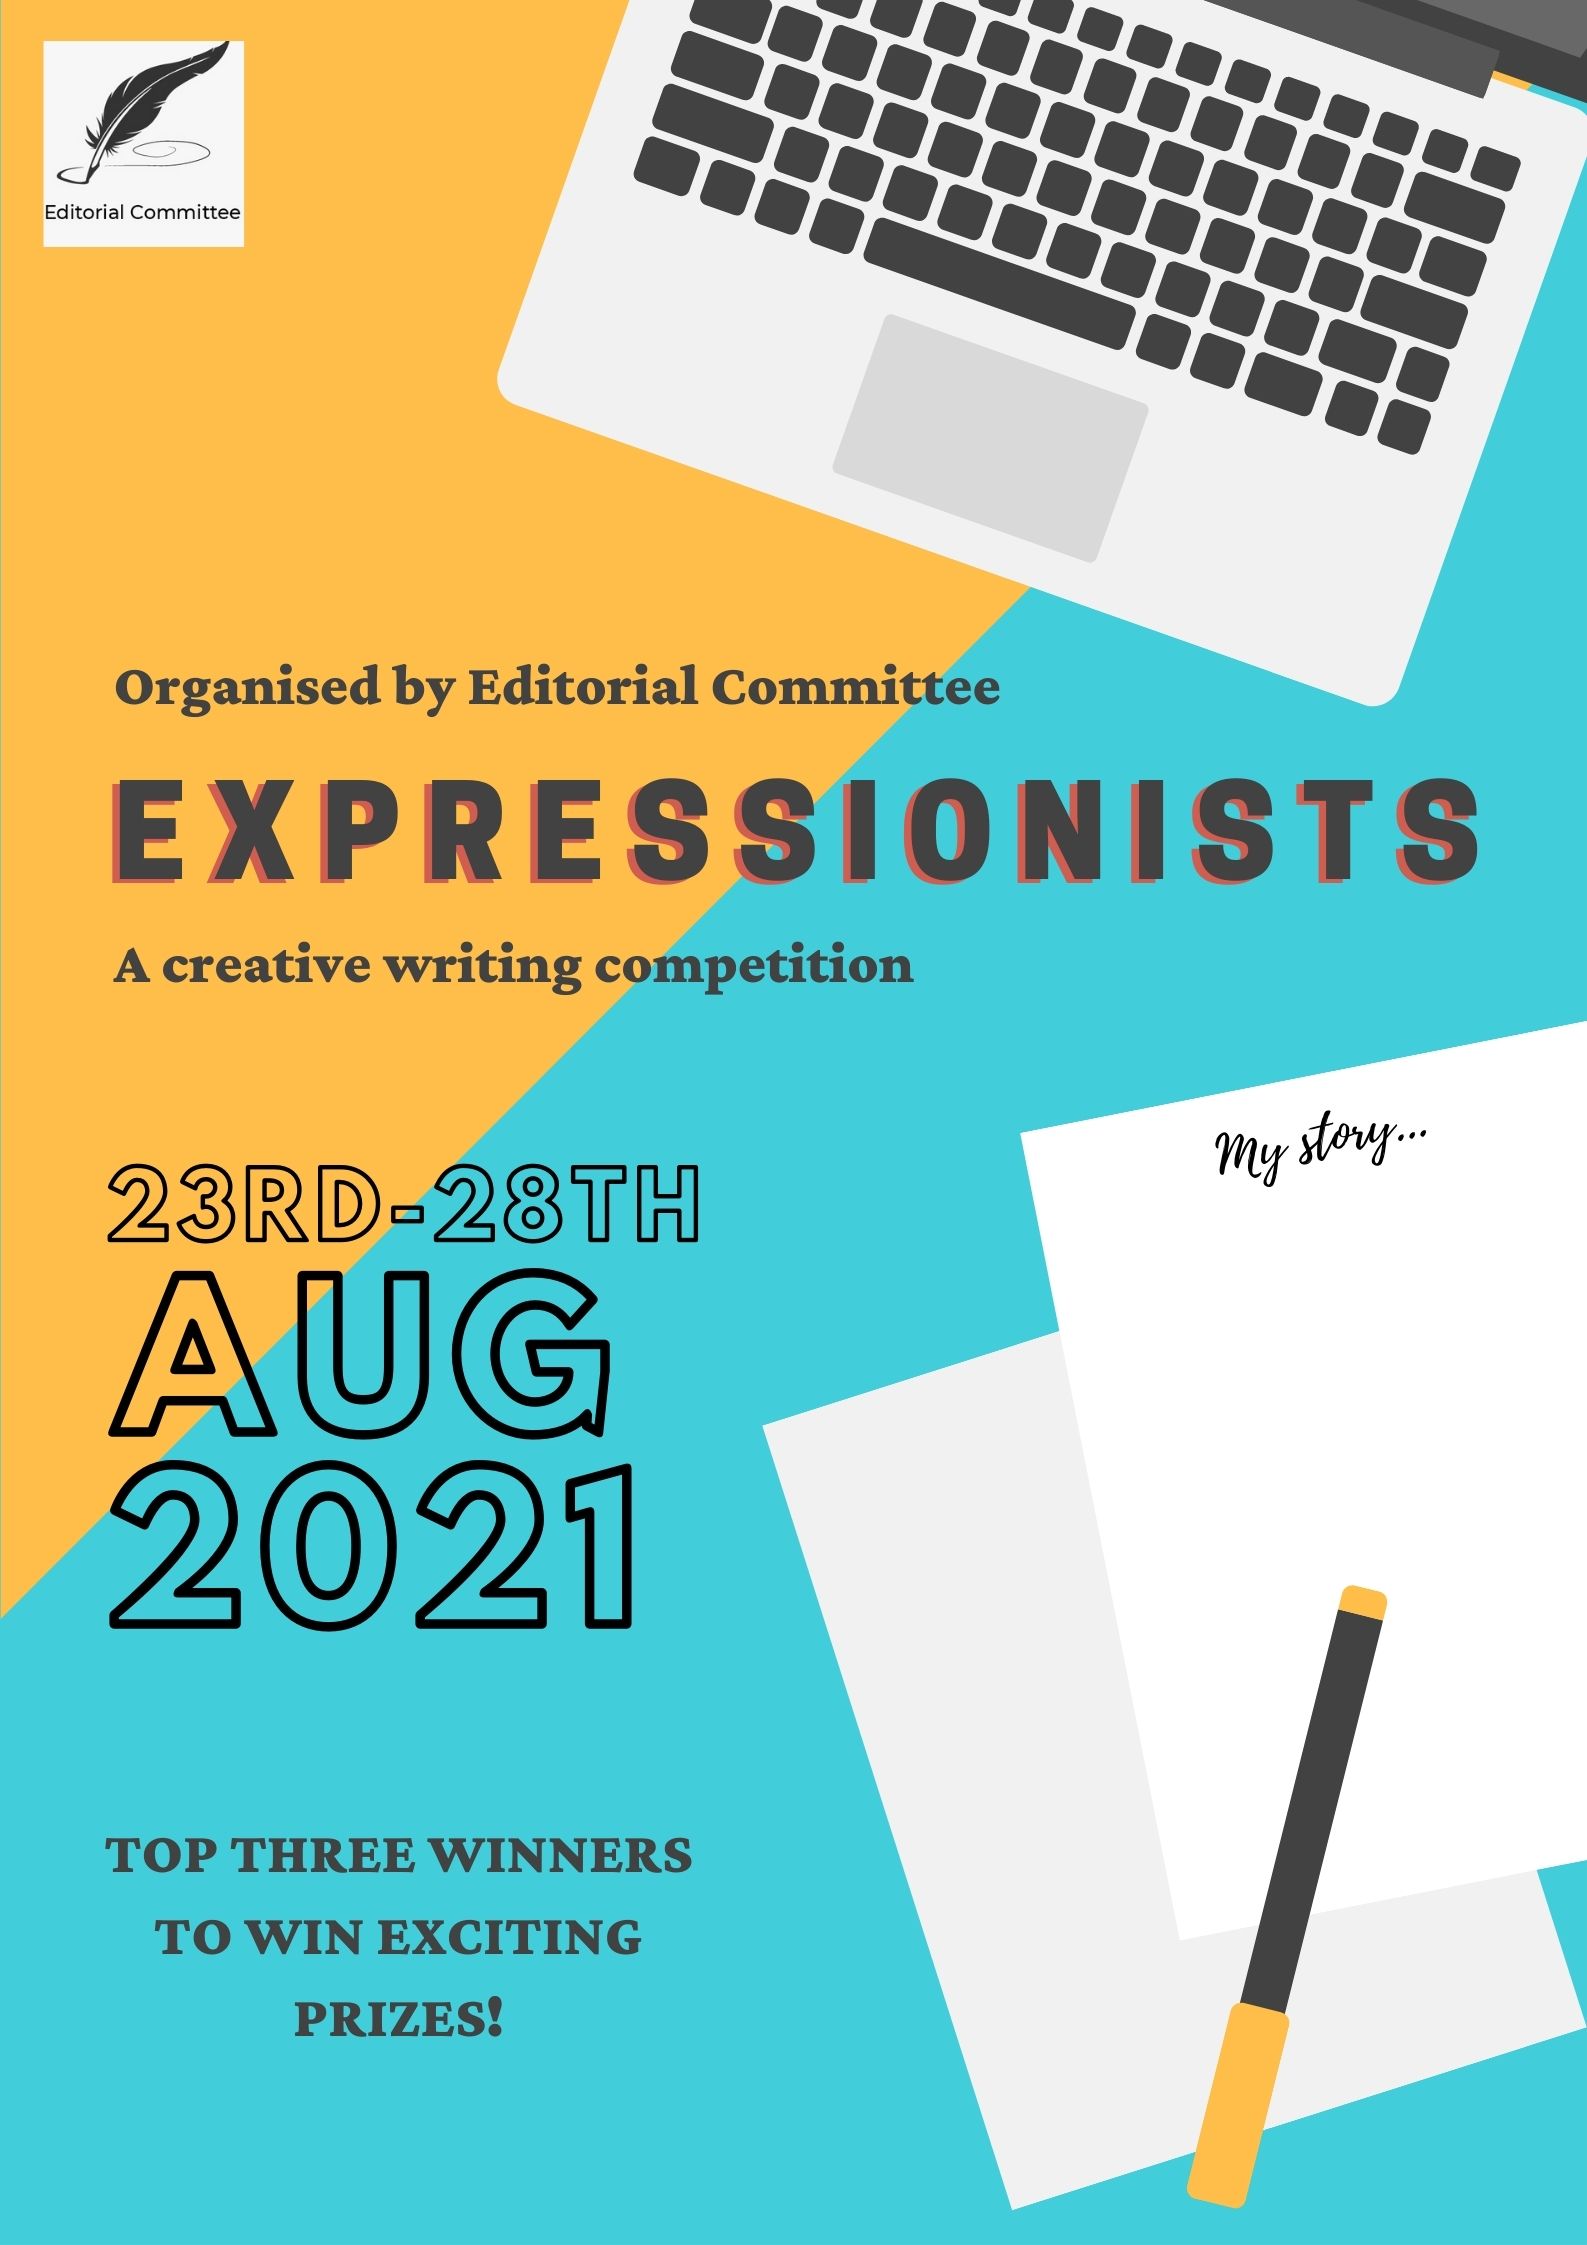 Editorial Committee
Organised by Editorial Committee
EXPRESSIONISTS
A creative writing competition
My story...
23RD-28TH
AUG
2021
TOP THREE WINNERS
TO WIN EXCITING
PRIZES!